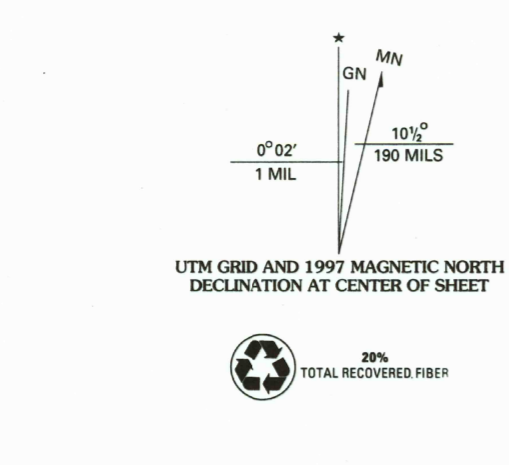 ★
MN
GN
0°02′
1 MIL
10½°
190 MILS
UTM GRID AND 1997 MAGNETIC NORTH
DECLINATION AT CENTER OF SHEET
20%
TOTAL RECOVERED FIBER